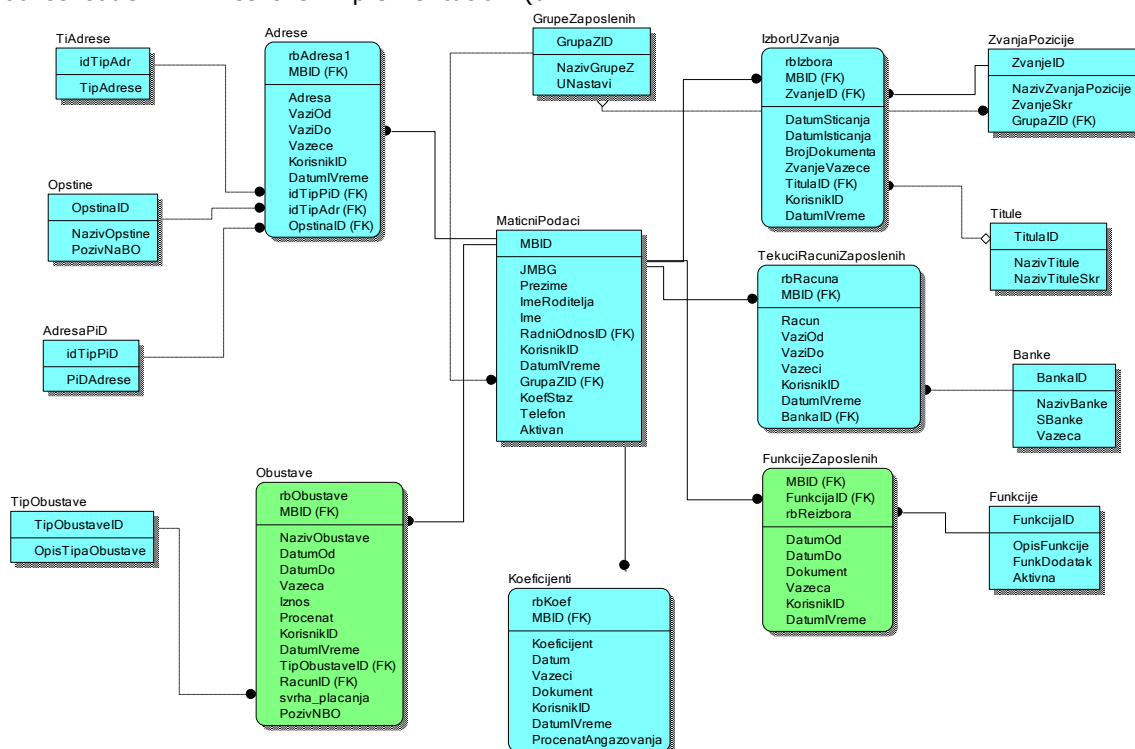 TiAdrese
idTipAdr
TipAdrese
Opstine
OpstinaID
NazivOpstine
PozivNaBO
AdresaPiD
idTipPiD
PiDAdrese
TipObustave
TipObustaveID
OpisTipaObustave
Adrese
rbAdresa1
MBID (FK)
Adresa
VaziOd
VaziDo
Vazece
KorisnikID
DatumIVreme
idTipPiD (FK)
idTipAdr (FK)
OpstinaID (FK)
Obustave
rbObustave
MBID (FK)
NazivObustave
DatumOd
DatumDo
Vazeca
Iznos
Procenat
KorisnikID
DatumIVreme
TipObustaveID (FK)
RacunID (FK)
svrha_placanja
PozivNBO
GrupeZaposlenih
GrupaZID
NazivGrupeZ
UNastavi
MaticniPodaci
MBID
JMBG
Prezime
ImeRoditelja
Ime
RadniOdnosID (FK)
KorisnikID
DatumIVreme
GrupaZID (FK)
KoefStaz
Telefon
Aktivan
Koeficijenti
rbKoef
MBID (FK)
Koeficijent
Datum
Vazeci
Dokument
KorisnikID
DatumIVreme
ProcenatAngazovanja
IzborUZvanja
rbIzbora
MBID (FK)
ZvanjeID (FK)
DatumSticanja
DatumIsticanja
BrojDokumenta
ZvanjeVazece
TitulaID (FK)
KorisnikID
DatumIVreme
TekuciRacuniZaposlenih
rbRacuna
MBID (FK)
Racun
VaziOd
VaziDo
Vazeci
KorisnikID
DatumIVreme
BankaID (FK)
FunkcijeZaposlenih
MBID (FK)
FunkcijaID (FK)
rbReizbora
DatumOd
DatumDo
Dokument
Vazeca
KorisnikID
DatumIVreme
ZvanjaPozicije
ZvanjeID
NazivZvanjaPozicije
ZvanjeSkr
GrupaZID (FK)
Titule
TitulaID
NazivTitule
NazivTituleSkr
Banke
BankaID
NazivBanke
SBanke
Vazeca
Funkcije
FunkcijaID
OpisFunkcije
FunkDodatak
Aktivna